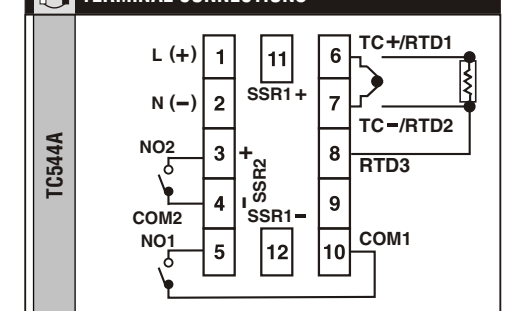 TERMINAL CONNECTIONS
TC544A
L (+) 1 11 6 TC+/RTD1
SSR1 +
N (−) 2 7
TC−/RTD2
NO2 3 + SSR2 8 RTD3
COM2 4 - 9
SSR1 −
NO1 5 12 10 COM1